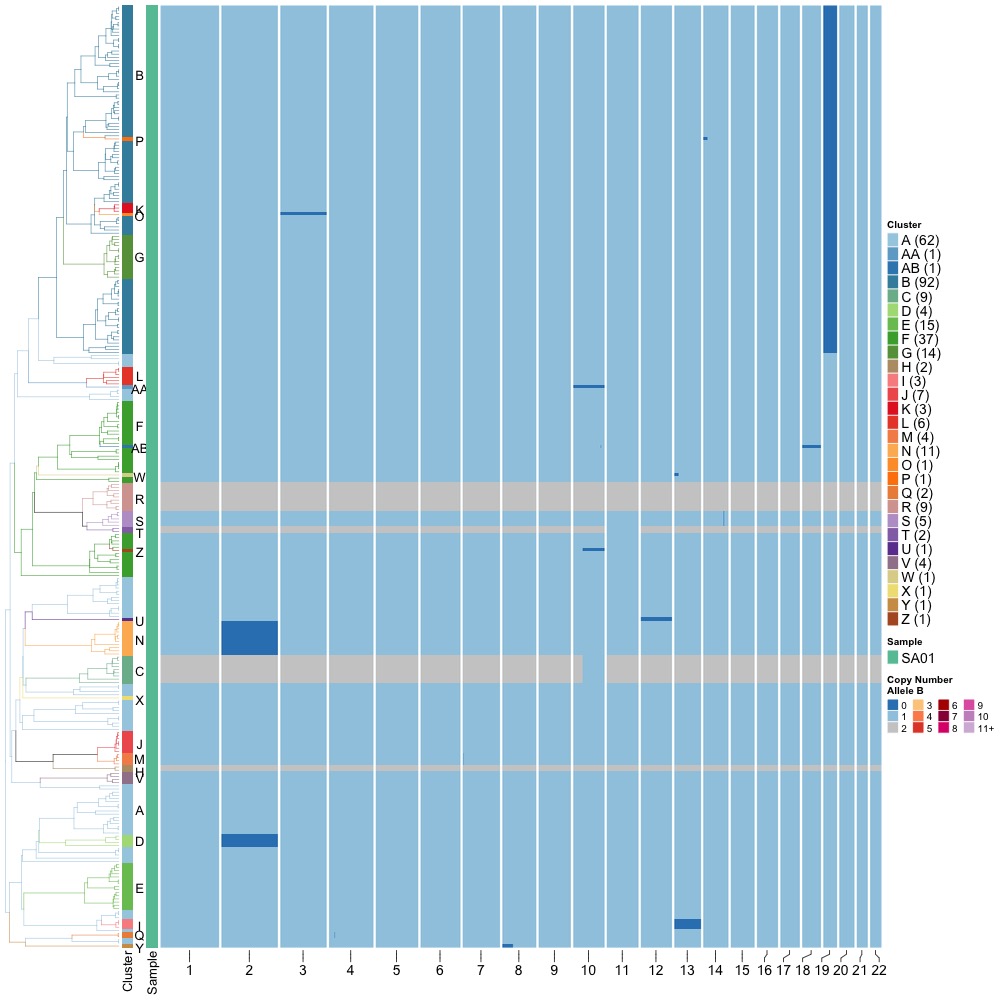 B
P
K
O
G
L
AA
F
AB
W
R
S
T
Z
U
N
C
X
J
M
H
V
A
D
E
I
Q
Y
Cluster
Sample
1 2 3 4 5 6 7 8 9 10 11 12 13 14 15 16 17 18 19 20 21 22
Cluster
A (62)
AA (1)
AB (1)
B (92)
C (9)
D (4)
E (15)
F (37)
G (14)
H (2)
I (3)
J (7)
K (3)
L (6)
M (4)
N (11)
O (1)
P (1)
Q (2)
R (9)
S (5)
T (2)
U (1)
V (4)
W (1)
X (1)
Y (1)
Z (1)
Sample
SA01
Copy Number
Allele B
0 3 6 9
1 4 7 10
2 5 8 11+